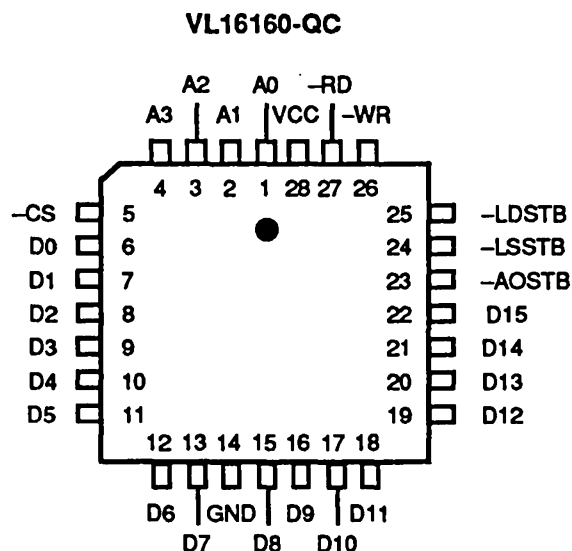 VL16160-QC
A2 A0 –RD
A3 A1 VCC –WR
4 3 2 1 28 27 26
–CS 5 25 –LDSTB
D0 6 24 –LSSTB
D1 7 23 –AOSTB
D2 8 22 D15
D3 9 21 D14
D4 10 20 D13
D5 11 19 D12
12 13 14 15 16 17 18
D6 GND D9 D11
D7 D8 D10